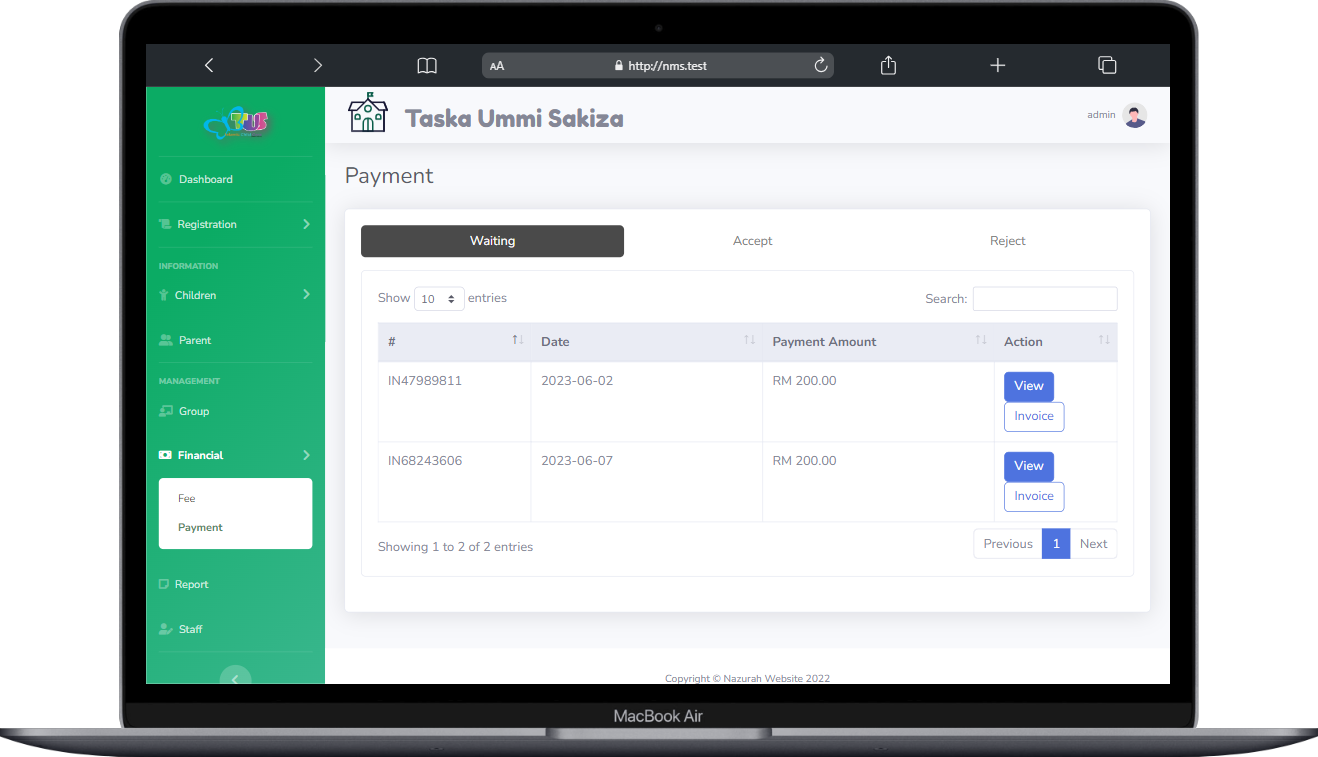 AA http://nms.test
TUS
Taska Ummi Sakiza
admin
Dashboard
Registration
INFORMATION
Children
Parent
MANAGEMENT
Group
Financial
Fee
Payment
Report
Staff
Payment
Waiting Accept Reject
Show 10 entries Search:
# Date Payment Amount Action
IN47989811 2023-06-02 RM 200.00 View
Invoice
IN68243606 2023-06-07 RM 200.00 View
Invoice
Showing 1 to 2 of 2 entries Previous 1 Next
Copyright © Nazurah Website 2022
MacBook Air